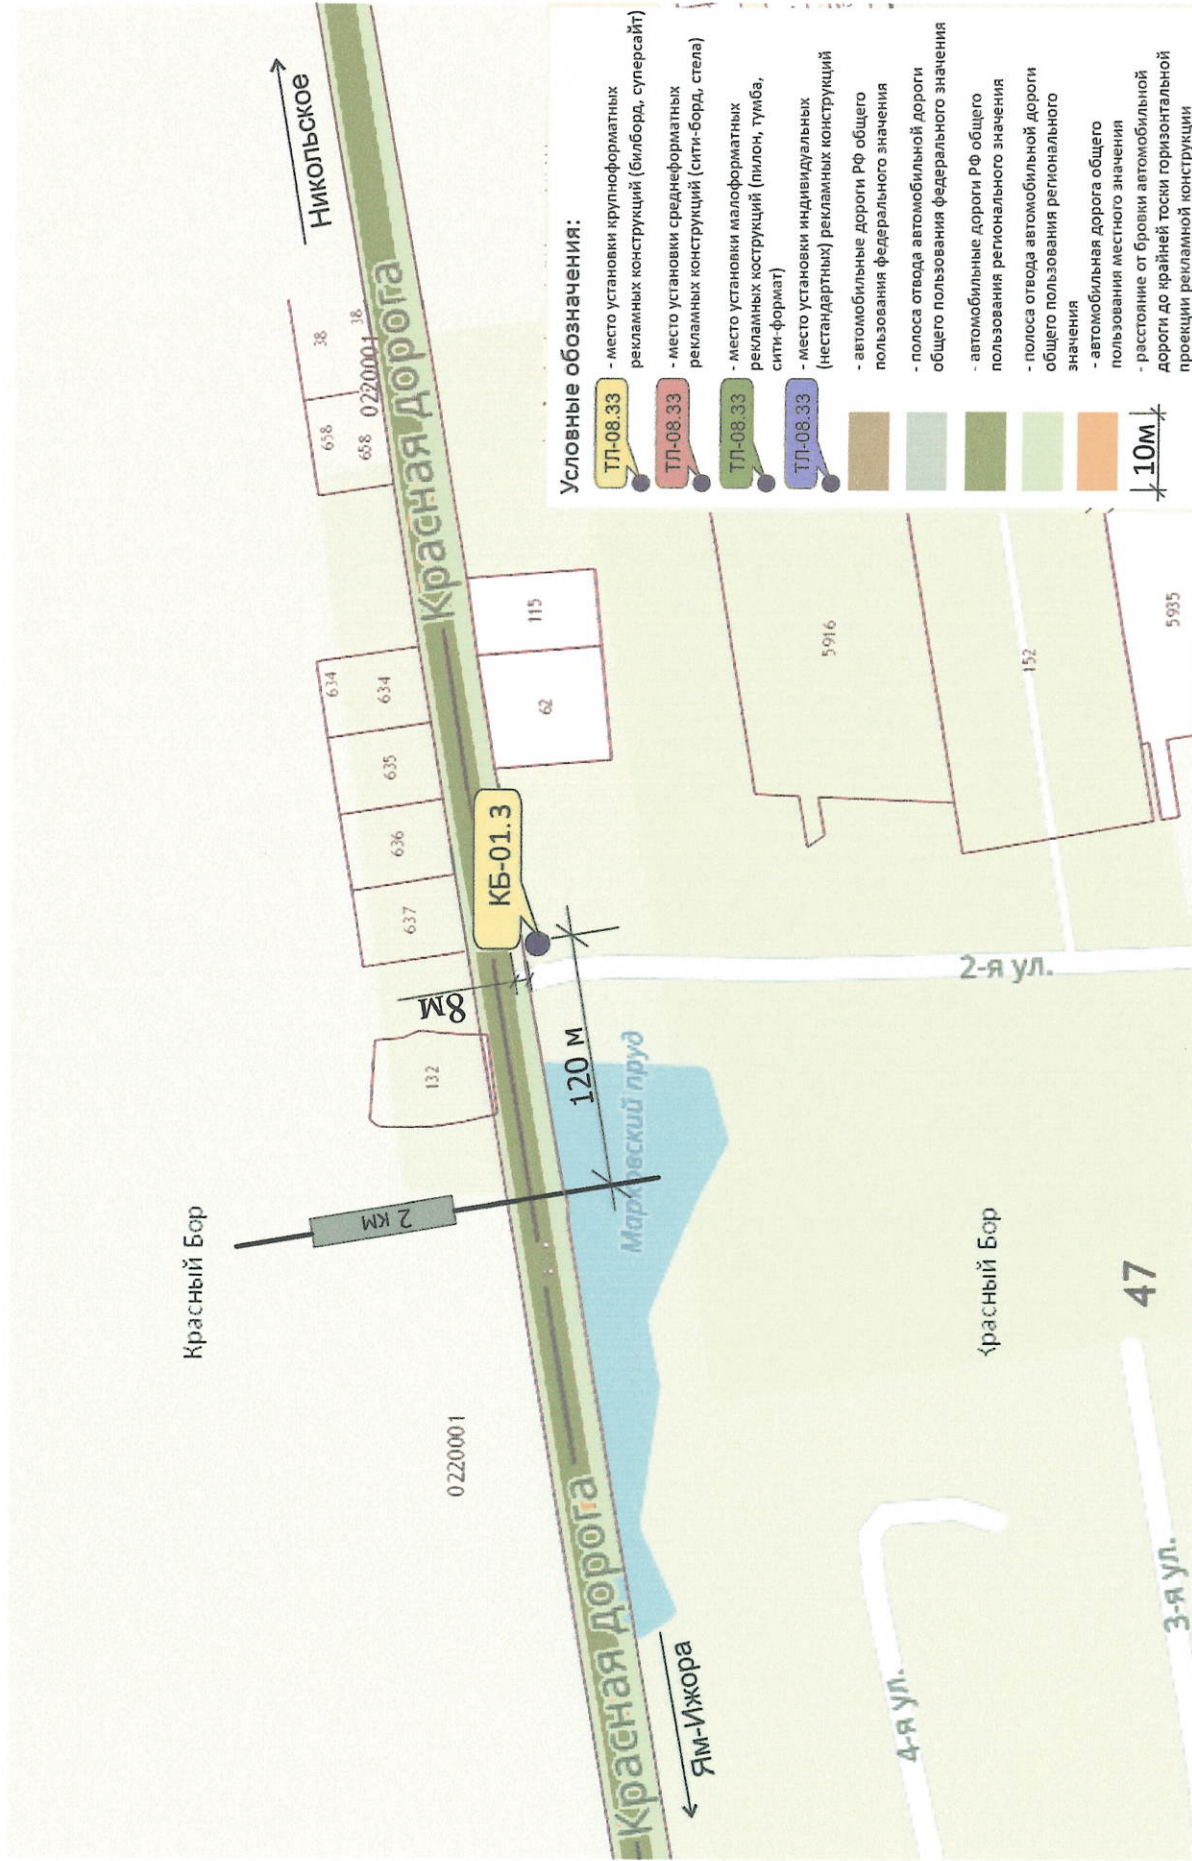 Красный Бор
2 км
0220001
132
8м
637
636
635
634
634
658
658
38
38
0220001
Никольское
Красная дорога
КБ-01.3
120 м
Марковский пруд
62
115
Красная дорога
Ям-Ижора
2-я ул.
4-я ул.
3-я ул.
красный Бор
47
5916
152
5935
Условные обозначения:
ТЛ-08.33
- место установки крупноформатных
рекламных конструкций (билборд, суперсайт)
ТЛ-08.33
- место установки среднеформатных
рекламных конструкций (сити-борд, стела)
ТЛ-08.33
- место установки малоформатных
рекламных кострукций (пилон, тумба,
сити-формат)
ТЛ-08.33
- место установки индивидуальных
(нестандартных) рекламных конструкций
- автомобильные дороги РФ общего
пользования федерального значения
- полоса отвода автомобильной дороги
общего пользования федерального значения
- автомобильные дороги РФ общего
пользования регионального значения
- полоса отвода автомобильной дороги
общего пользования регионального
значения
- автомобильная дорога общего
пользования местного значения
10м
- расстояние от бровки автомобильной
дороги до крайней тоски горизонтальной
проекции рекламной конструкции